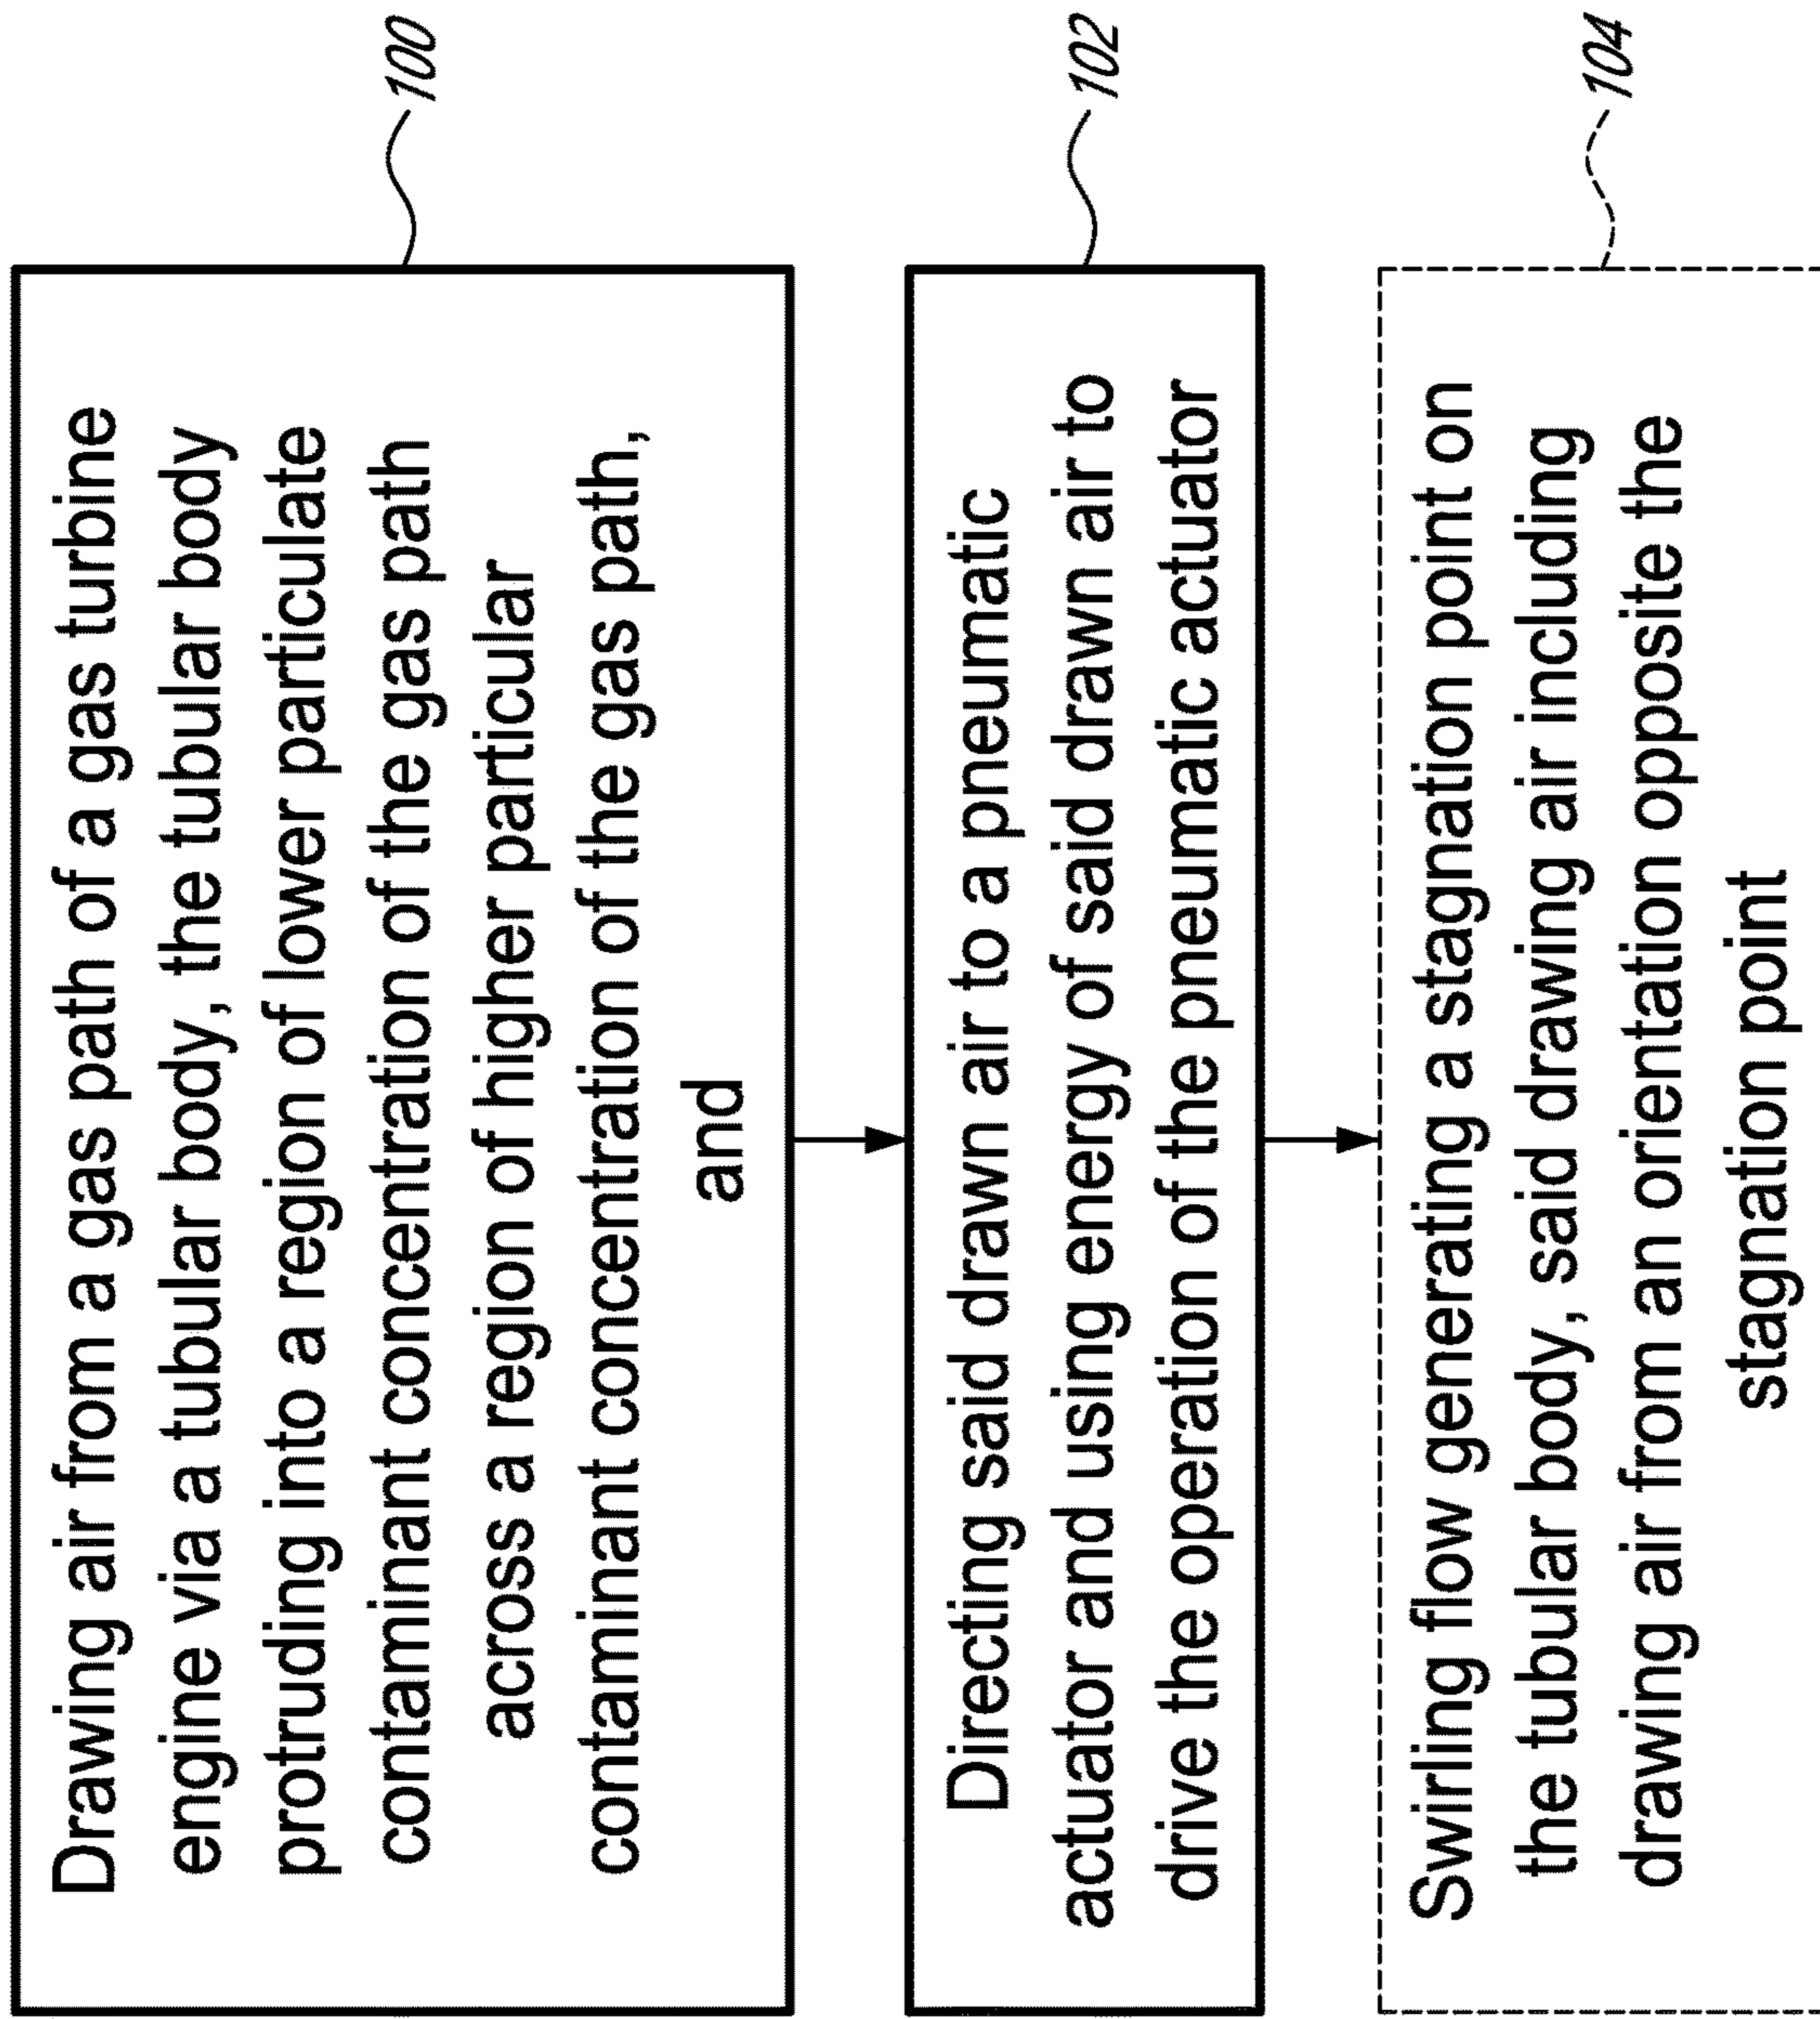 Drawing air from a gas path of a gas turbine
engine via a tubular body, the tubular body
protruding into a region of lower particulate
contaminant concentration of the gas path
across a region of higher particular
contaminant concentration of the gas path,
and
100
Directing said drawn air to a pneumatic
actuator and using energy of said drawn air to
drive the operation of the pneumatic actuator
102
Swirling flow generating a stagnation point on
the tubular body, said drawing air including
drawing air from an orientation opposite the
stagnation point
104